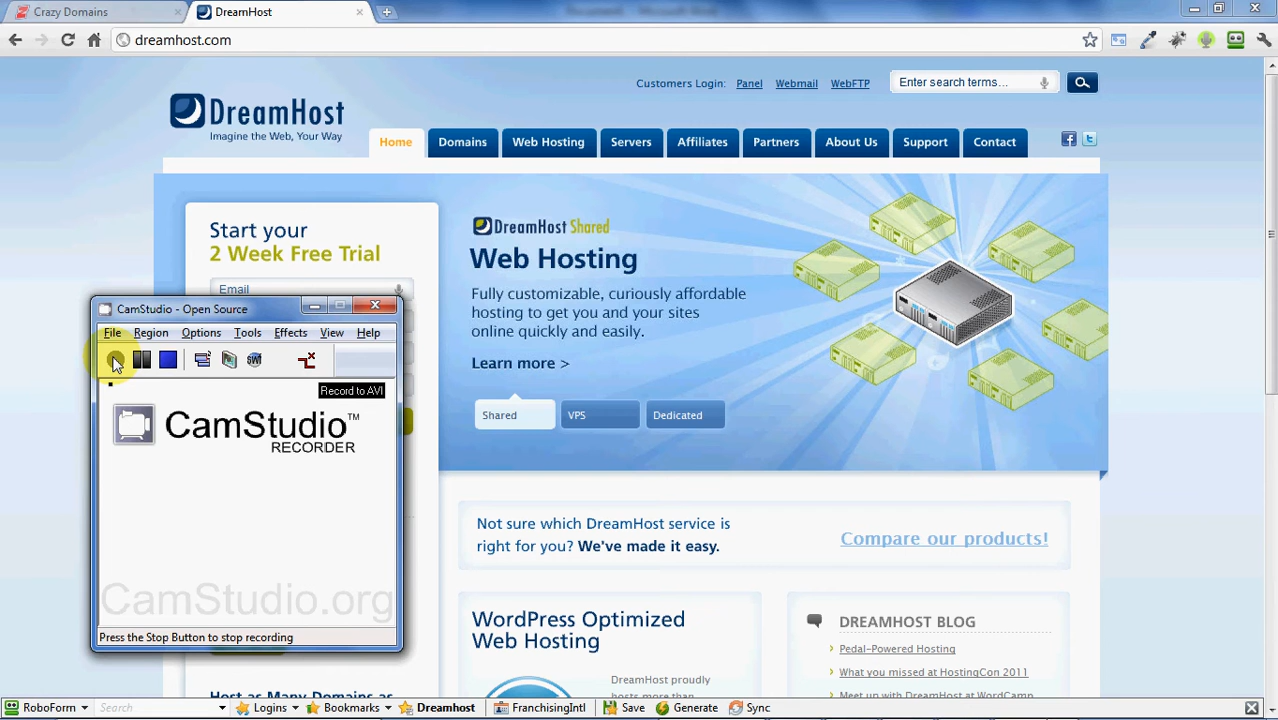 Crazy Domains
DreamHost
dreamhost.com
Customers Login: Panel Webmail WebFTP
Enter search terms...
DreamHost
Imagine the Web, Your Way
Home Domains Web Hosting Servers Affiliates Partners About Us Support Contact
Start your
2 Week Free Trial
Email
DreamHost Shared
Web Hosting
Fully customizable, curiously affordable
hosting to get you and your sites
online quickly and easily.
Learn more >
Shared VPS Dedicated
CamStudio - Open Source
File Region Options Tools Effects View Help
Record to AVI
CamStudio™
RECORDER
CamStudio.org
Press the Stop Button to stop recording
Not sure which DreamHost service is
right for you? We've made it easy.
Compare our products!
WordPress Optimized
Web Hosting
DreamHost proudly
hosts more than
DREAMHOST BLOG
Pedal-Powered Hosting
What you missed at HostingCon 2011
Meet up with DreamHost at WordCamp
Host as Many Domains as
RoboForm Search Logins Bookmarks Dreamhost FranchisingIntl Save Generate Sync